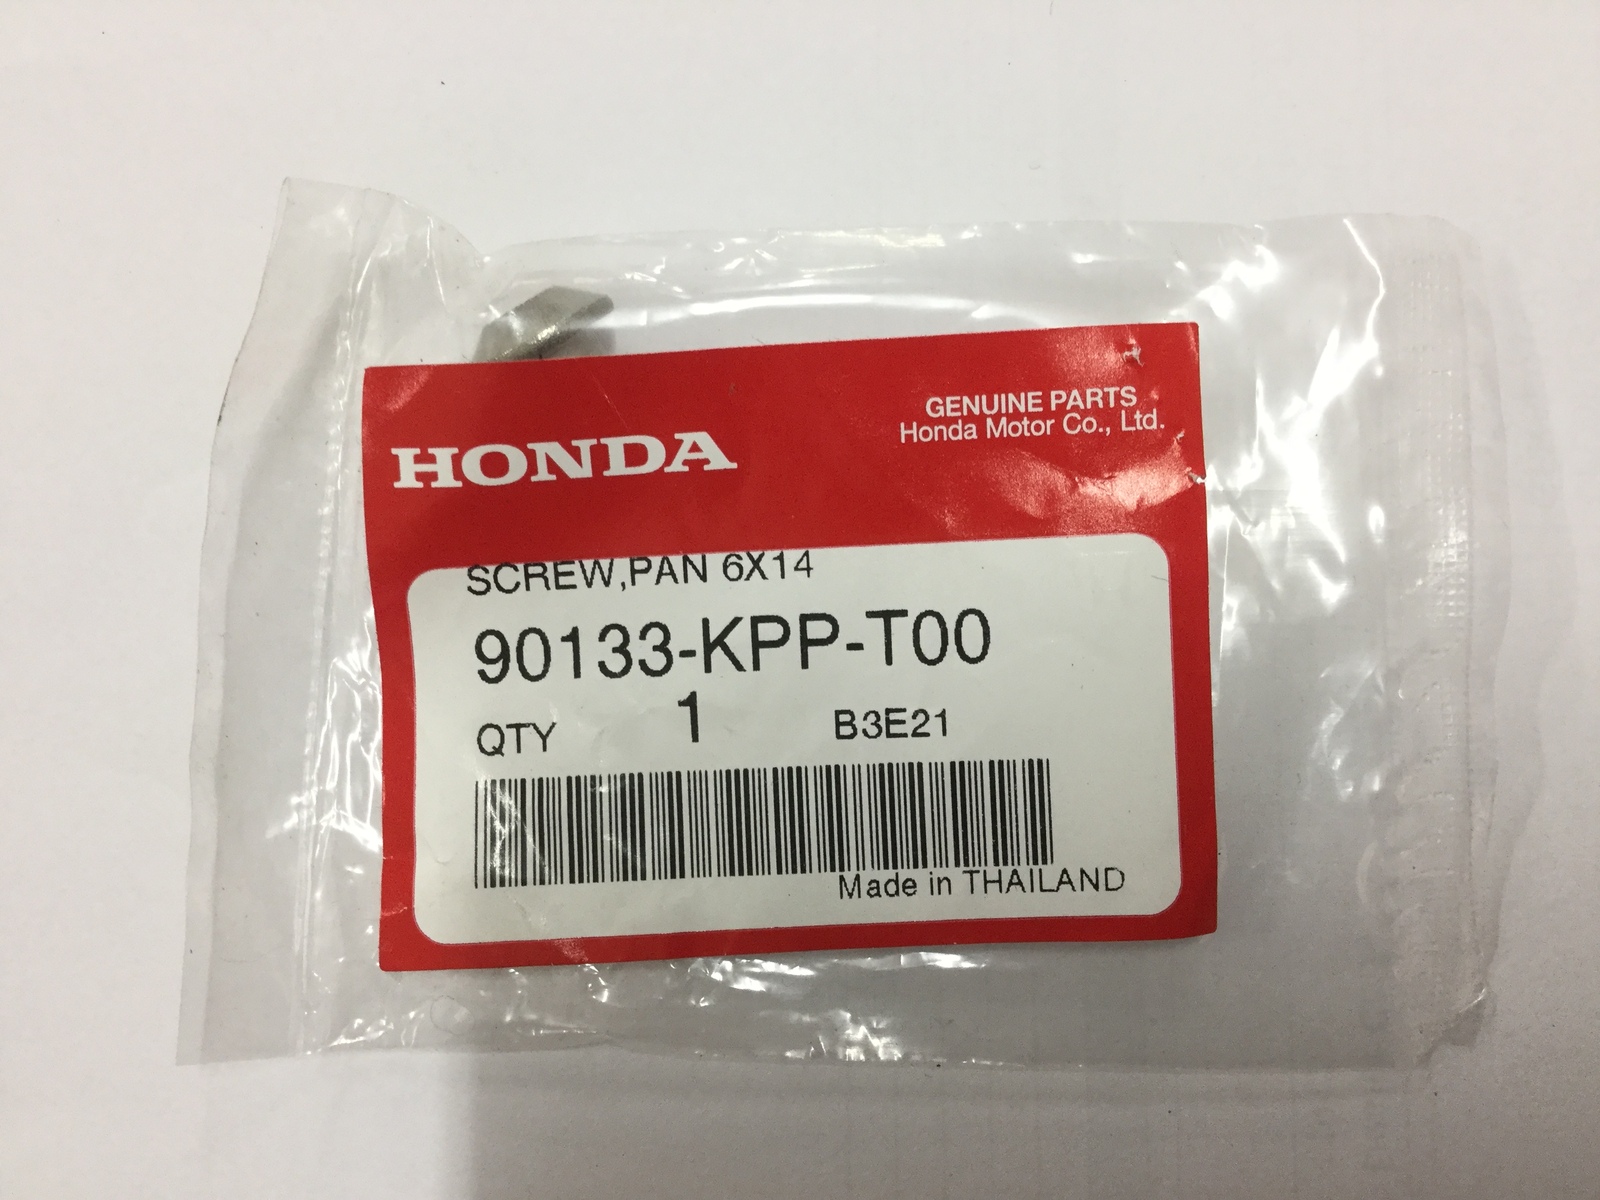 HONDA
GENUINE PARTS
Honda Motor Co., Ltd.
SCREW,PAN 6X14
90133-KPP-T00
QTY 1 B3E21
Made in THAILAND